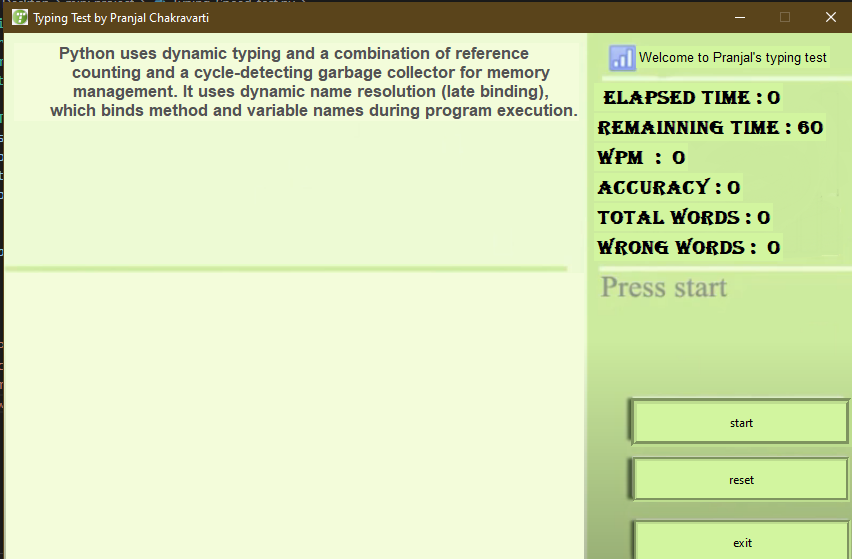 Typing Test by Pranjal Chakravarti
Python uses dynamic typing and a combination of reference
counting and a cycle-detecting garbage collector for memory
management. It uses dynamic name resolution (late binding),
which binds method and variable names during program execution.
Welcome to Pranjal's typing test
ELAPSED TIME : 0
REMAINNING TIME : 60
WPM : 0
ACCURACY : 0
TOTAL WORDS : 0
WRONG WORDS : 0
Press start
start
reset
exit